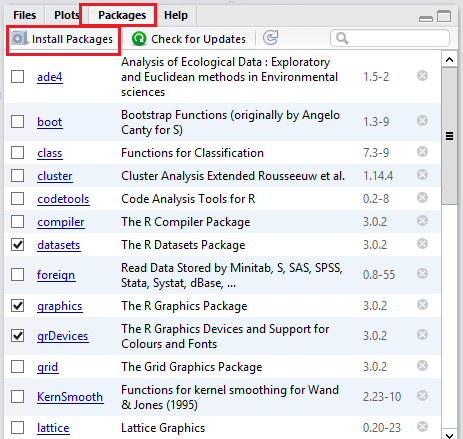 Files Plots Packages Help
Install Packages Check for Updates
ade4 Analysis of Ecological Data : Exploratory and Euclidean methods in Environmental sciences 1.5-2
boot Bootstrap Functions (originally by Angelo Canty for S) 1.3-9
class Functions for Classification 7.3-9
cluster Cluster Analysis Extended Rousseeuw et al. 1.14.4
codetools Code Analysis Tools for R 0.2-8
compiler The R Compiler Package 3.0.2
datasets The R Datasets Package 3.0.2
foreign Read Data Stored by Minitab, S, SAS, SPSS, Stata, Systat, dBase, ... 0.8-55
graphics The R Graphics Package 3.0.2
grDevices The R Graphics Devices and Support for Colours and Fonts 3.0.2
grid The Grid Graphics Package 3.0.2
KernSmooth Functions for kernel smoothing for Wand & Jones (1995) 2.23-10
lattice Lattice Graphics 0.20-23